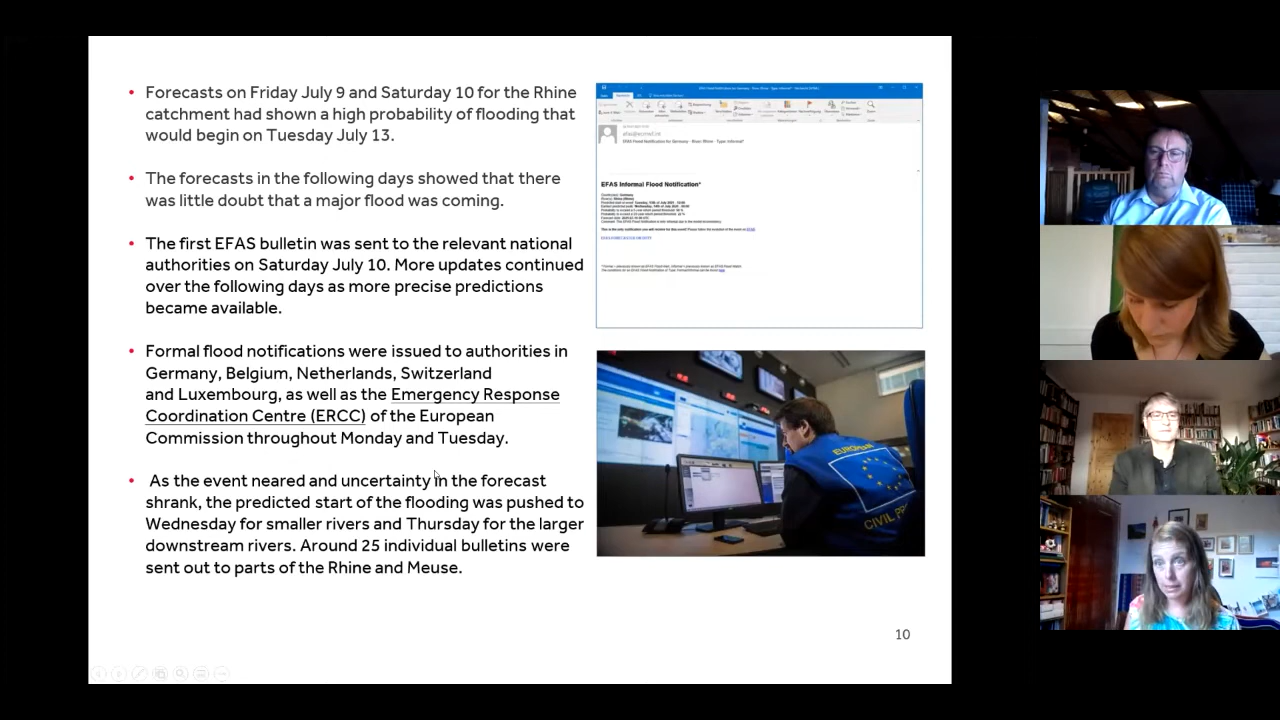 Forecasts on Friday July 9 and Saturday 10 for the Rhine
catchment had shown a high probability of flooding that
would begin on Tuesday July 13.
The forecasts in the following days showed that there
was little doubt that a major flood was coming.
The first EFAS bulletin was sent to the relevant national
authorities on Saturday July 10. More updates continued
over the following days as more precise predictions
became available.
Formal flood notifications were issued to authorities in
Germany, Belgium, Netherlands, Switzerland
and Luxembourg, as well as the Emergency Response
Coordination Centre (ERCC) of the European
Commission throughout Monday and Tuesday.
As the event neared and uncertainty in the forecast
shrank, the predicted start of the flooding was pushed to
Wednesday for smaller rivers and Thursday for the larger
downstream rivers. Around 25 individual bulletins were
sent out to parts of the Rhine and Meuse.
EFAS Informal Flood Notification*
EUROPEAN
CIVIL PR
10